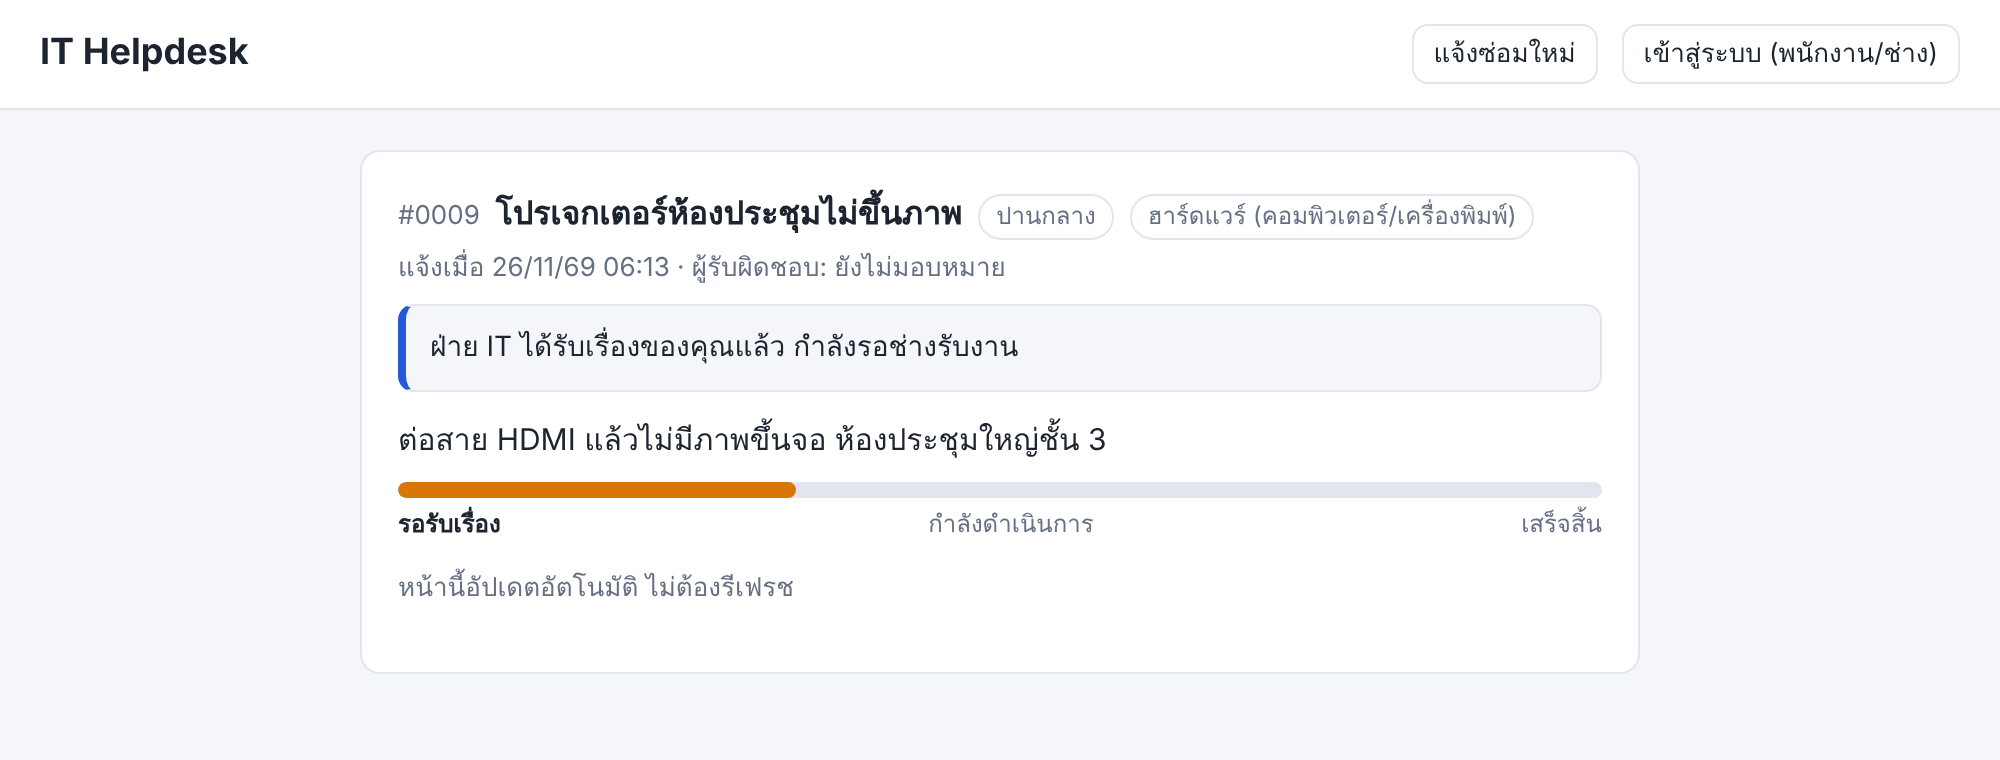 IT Helpdesk
แจ้งซ่อมใหม่
เข้าสู่ระบบ (พนักงาน/ช่าง)
#0009 โปรเจกเตอร์ห้องประชุมไม่ขึ้นภาพ ปานกลาง ฮาร์ดแวร์ (คอมพิวเตอร์/เครื่องพิมพ์)
แจ้งเมื่อ 26/11/69 06:13 · ผู้รับผิดชอบ: ยังไม่มอบหมาย
ฝ่าย IT ได้รับเรื่องของคุณแล้ว กำลังรอช่างรับงาน
ต่อสาย HDMI แล้วไม่มีภาพขึ้นจอ ห้องประชุมใหญ่ชั้น 3
รอรับเรื่อง กำลังดำเนินการ เสร็จสิ้น
หน้านี้อัปเดตอัตโนมัติ ไม่ต้องรีเฟรช